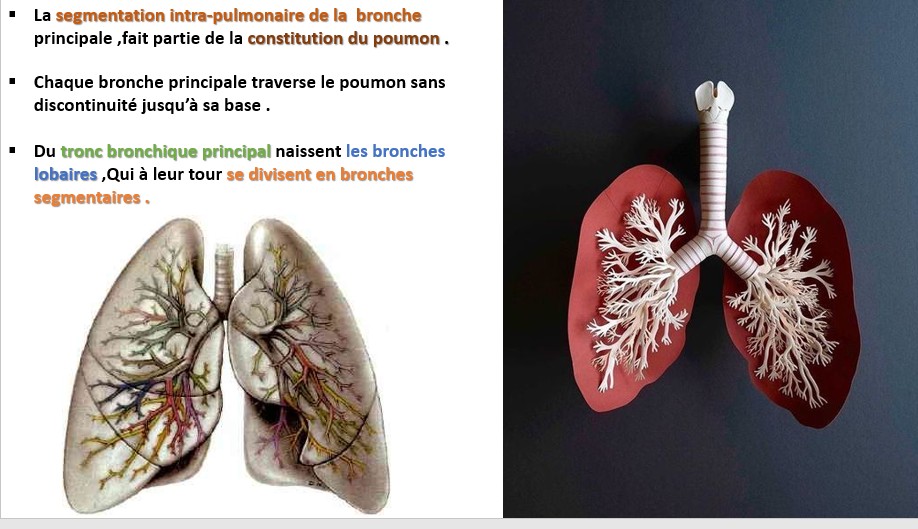 ▪ La segmentation intra-pulmonaire de la bronche
principale ,fait partie de la constitution du poumon .
▪ Chaque bronche principale traverse le poumon sans
discontinuité jusqu’à sa base .
▪ Du tronc bronchique principal naissent les bronches
lobaires ,Qui à leur tour se divisent en bronches
segmentaires .